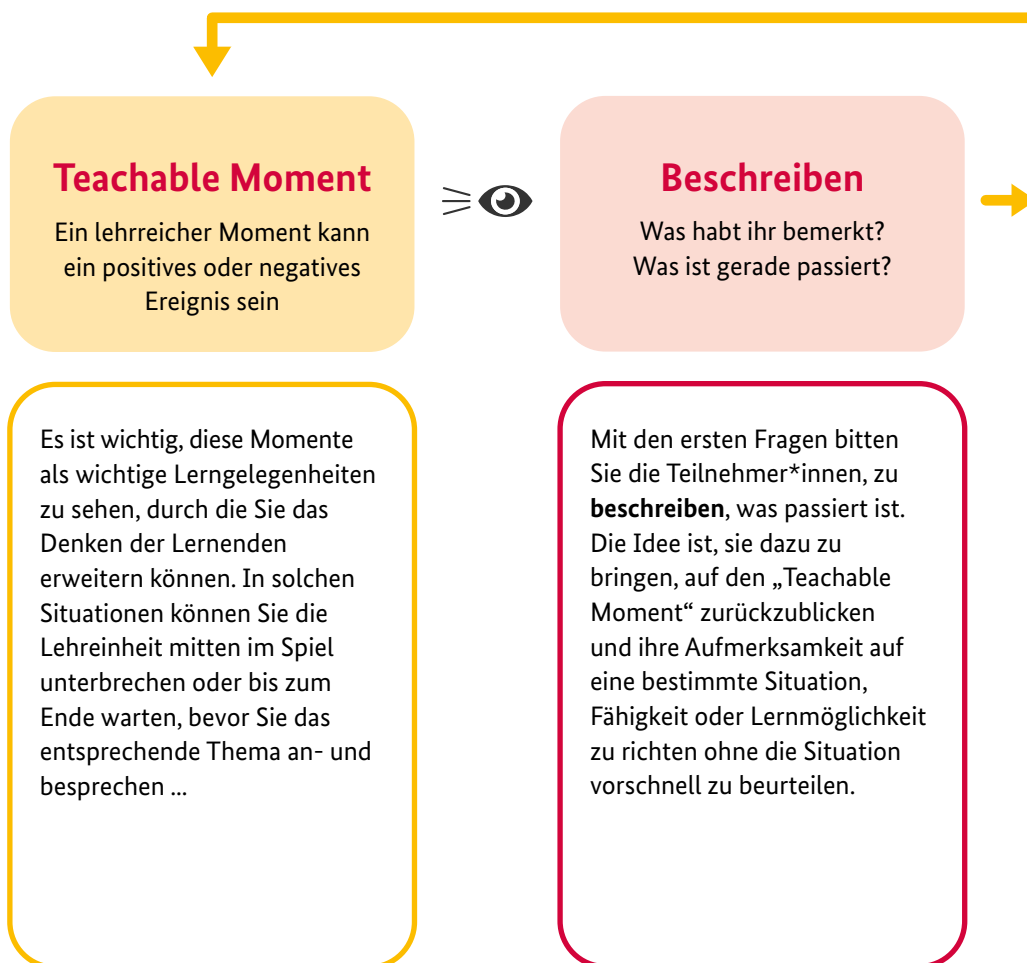 Teachable Moment
Ein lehrreicher Moment kann
ein positives oder negatives
Ereignis sein
Beschreiben
Was habt ihr bemerkt?
Was ist gerade passiert?
Es ist wichtig, diese Momente
als wichtige Lerngelegenheiten
zu sehen, durch die Sie das
Denken der Lernenden
erweitern können. In solchen
Situationen können Sie die
Lehreinheit mitten im Spiel
unterbrechen oder bis zum
Ende warten, bevor Sie das
entsprechende Thema an- und
besprechen ...
Mit den ersten Fragen bitten
Sie die Teilnehmer*innen, zu
beschreiben, was passiert ist.
Die Idee ist, sie dazu zu
bringen, auf den „Teachable
Moment“ zurückzublicken
und ihre Aufmerksamkeit auf
eine bestimmte Situation,
Fähigkeit oder Lernmöglichkeit
zu richten ohne die Situation
vorschnell zu beurteilen.